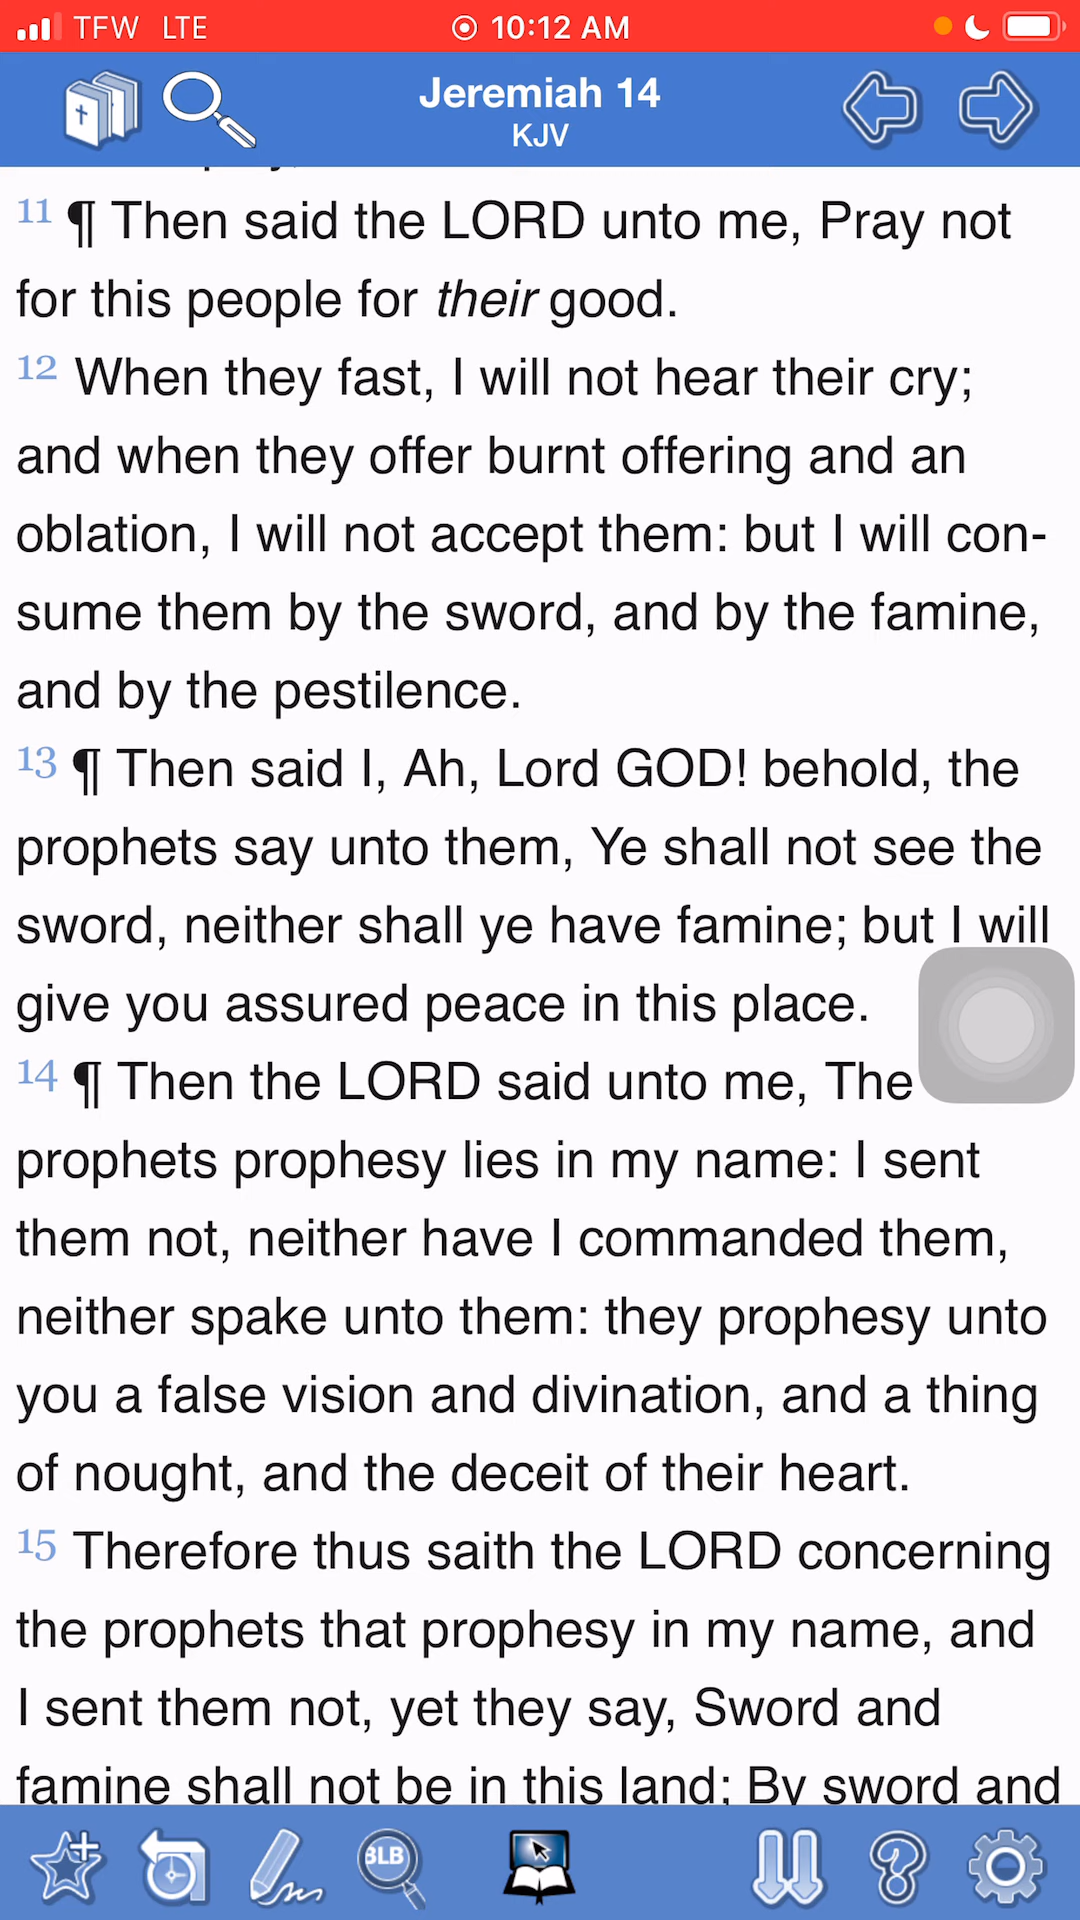 TFW LTE 10:12 AM
Jeremiah 14
KJV
11 ¶ Then said the LORD unto me, Pray not
for this people for their good.
12 When they fast, I will not hear their cry;
and when they offer burnt offering and an
oblation, I will not accept them: but I will con-
sume them by the sword, and by the famine,
and by the pestilence.
13 ¶ Then said I, Ah, Lord GOD! behold, the
prophets say unto them, Ye shall not see the
sword, neither shall ye have famine; but I will
give you assured peace in this place.
14 ¶ Then the LORD said unto me, The
prophets prophesy lies in my name: I sent
them not, neither have I commanded them,
neither spake unto them: they prophesy unto
you a false vision and divination, and a thing
of nought, and the deceit of their heart.
15 Therefore thus saith the LORD concerning
the prophets that prophesy in my name, and
I sent them not, yet they say, Sword and
famine shall not be in this land; By sword and
BLB